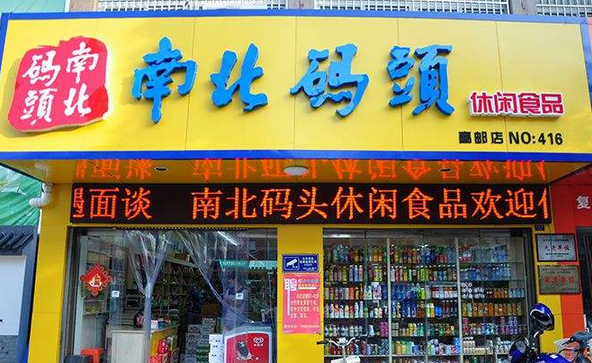 南北
码頭
南北码頭
休闲食品
高邮店 NO:416
面谈 南北码头休闲食品欢迎
聘